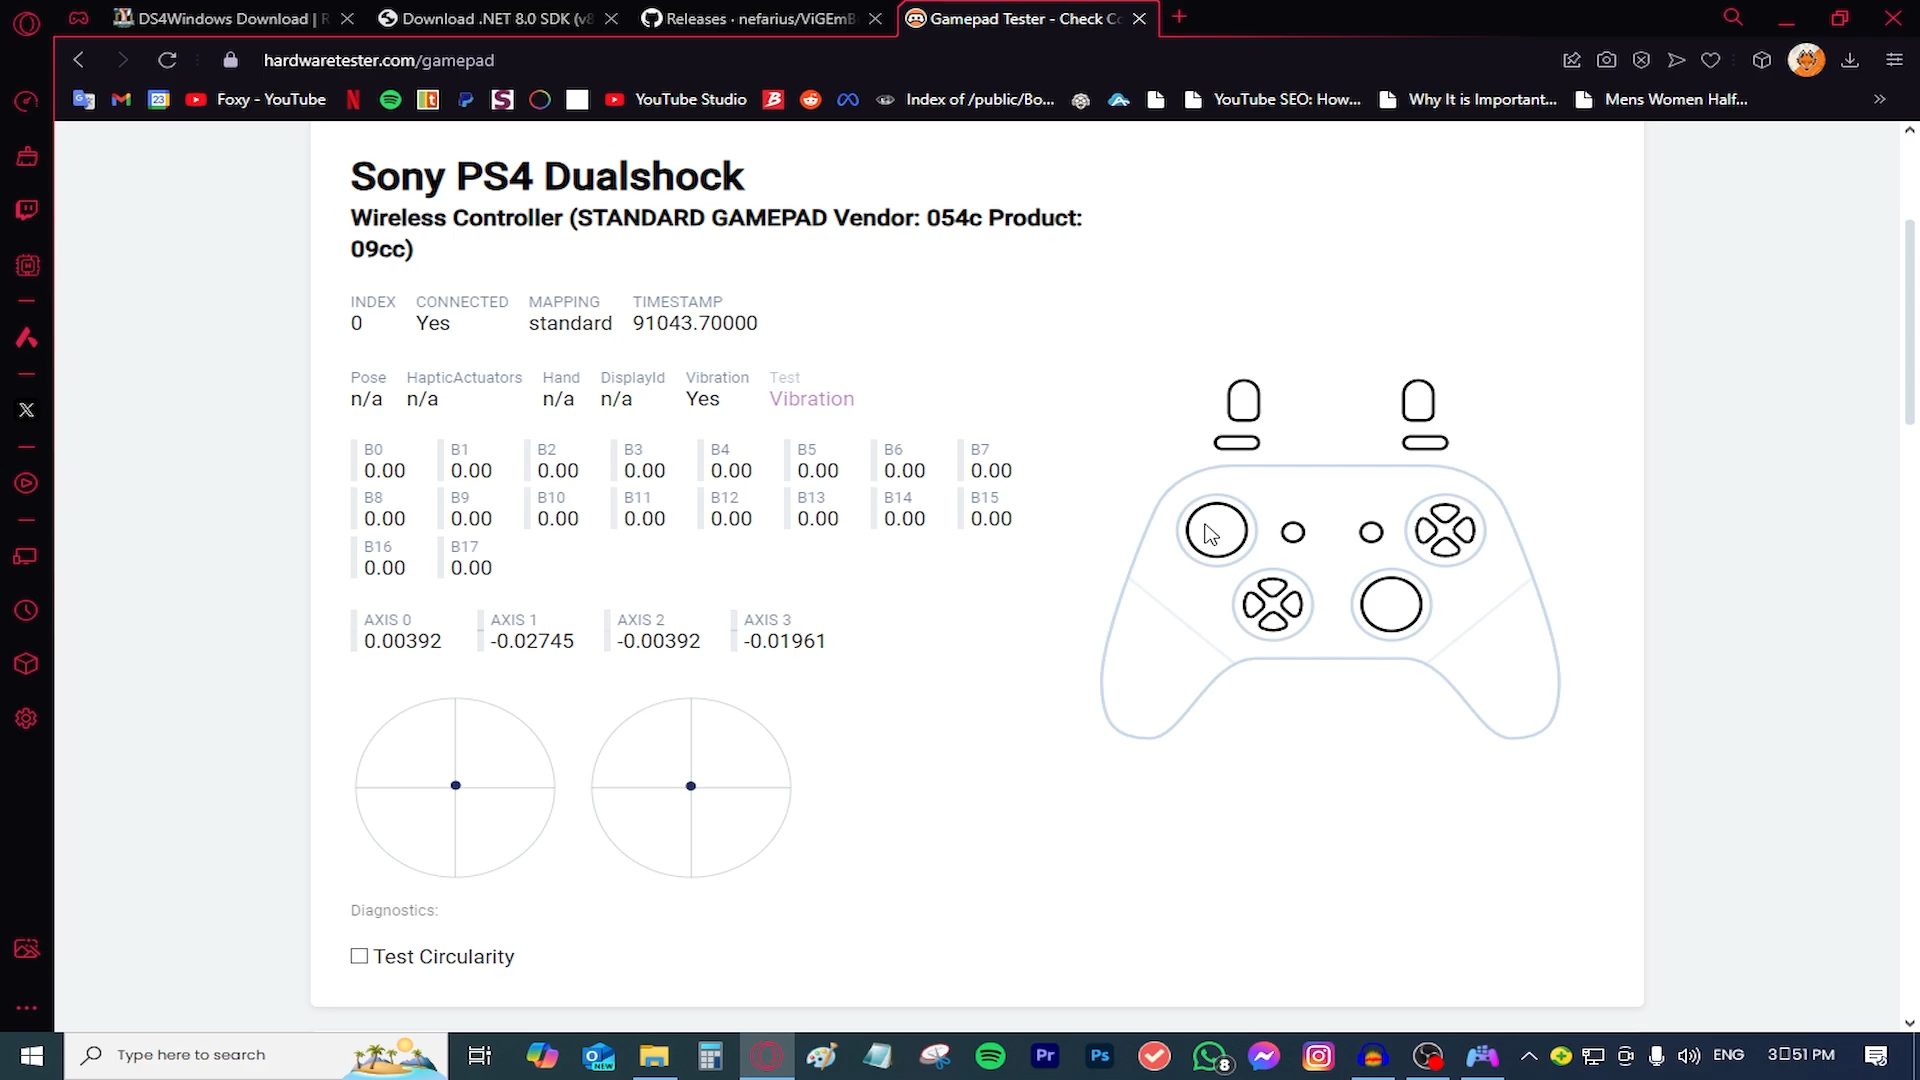 DS4Windows Download | R
Download .NET 8.0 SDK (v8
Releases · nefarius/ViGEmB
Gamepad Tester - Check Co
hardwaretester.com/gamepad
Foxy - YouTube
YouTube Studio
Index of /public/Bo...
YouTube SEO: How...
Why It is Important...
Mens Women Half...
Sony PS4 Dualshock
Wireless Controller (STANDARD GAMEPAD Vendor: 054c Product:
09cc)
INDEX CONNECTED MAPPING TIMESTAMP
0 Yes standard 91043.70000
Pose HapticActuators Hand DisplayId Vibration Test
n/a n/a n/a n/a Yes Vibration
B0 B1 B2 B3 B4 B5 B6 B7
0.00 0.00 0.00 0.00 0.00 0.00 0.00 0.00
B8 B9 B10 B11 B12 B13 B14 B15
0.00 0.00 0.00 0.00 0.00 0.00 0.00 0.00
B16 B17
0.00 0.00
AXIS 0 AXIS 1 AXIS 2 AXIS 3
0.00392 -0.02745 -0.00392 -0.01961
Diagnostics:
Test Circularity
Type here to search
NEW
Pr
Ps
8
ENG
3:51 PM